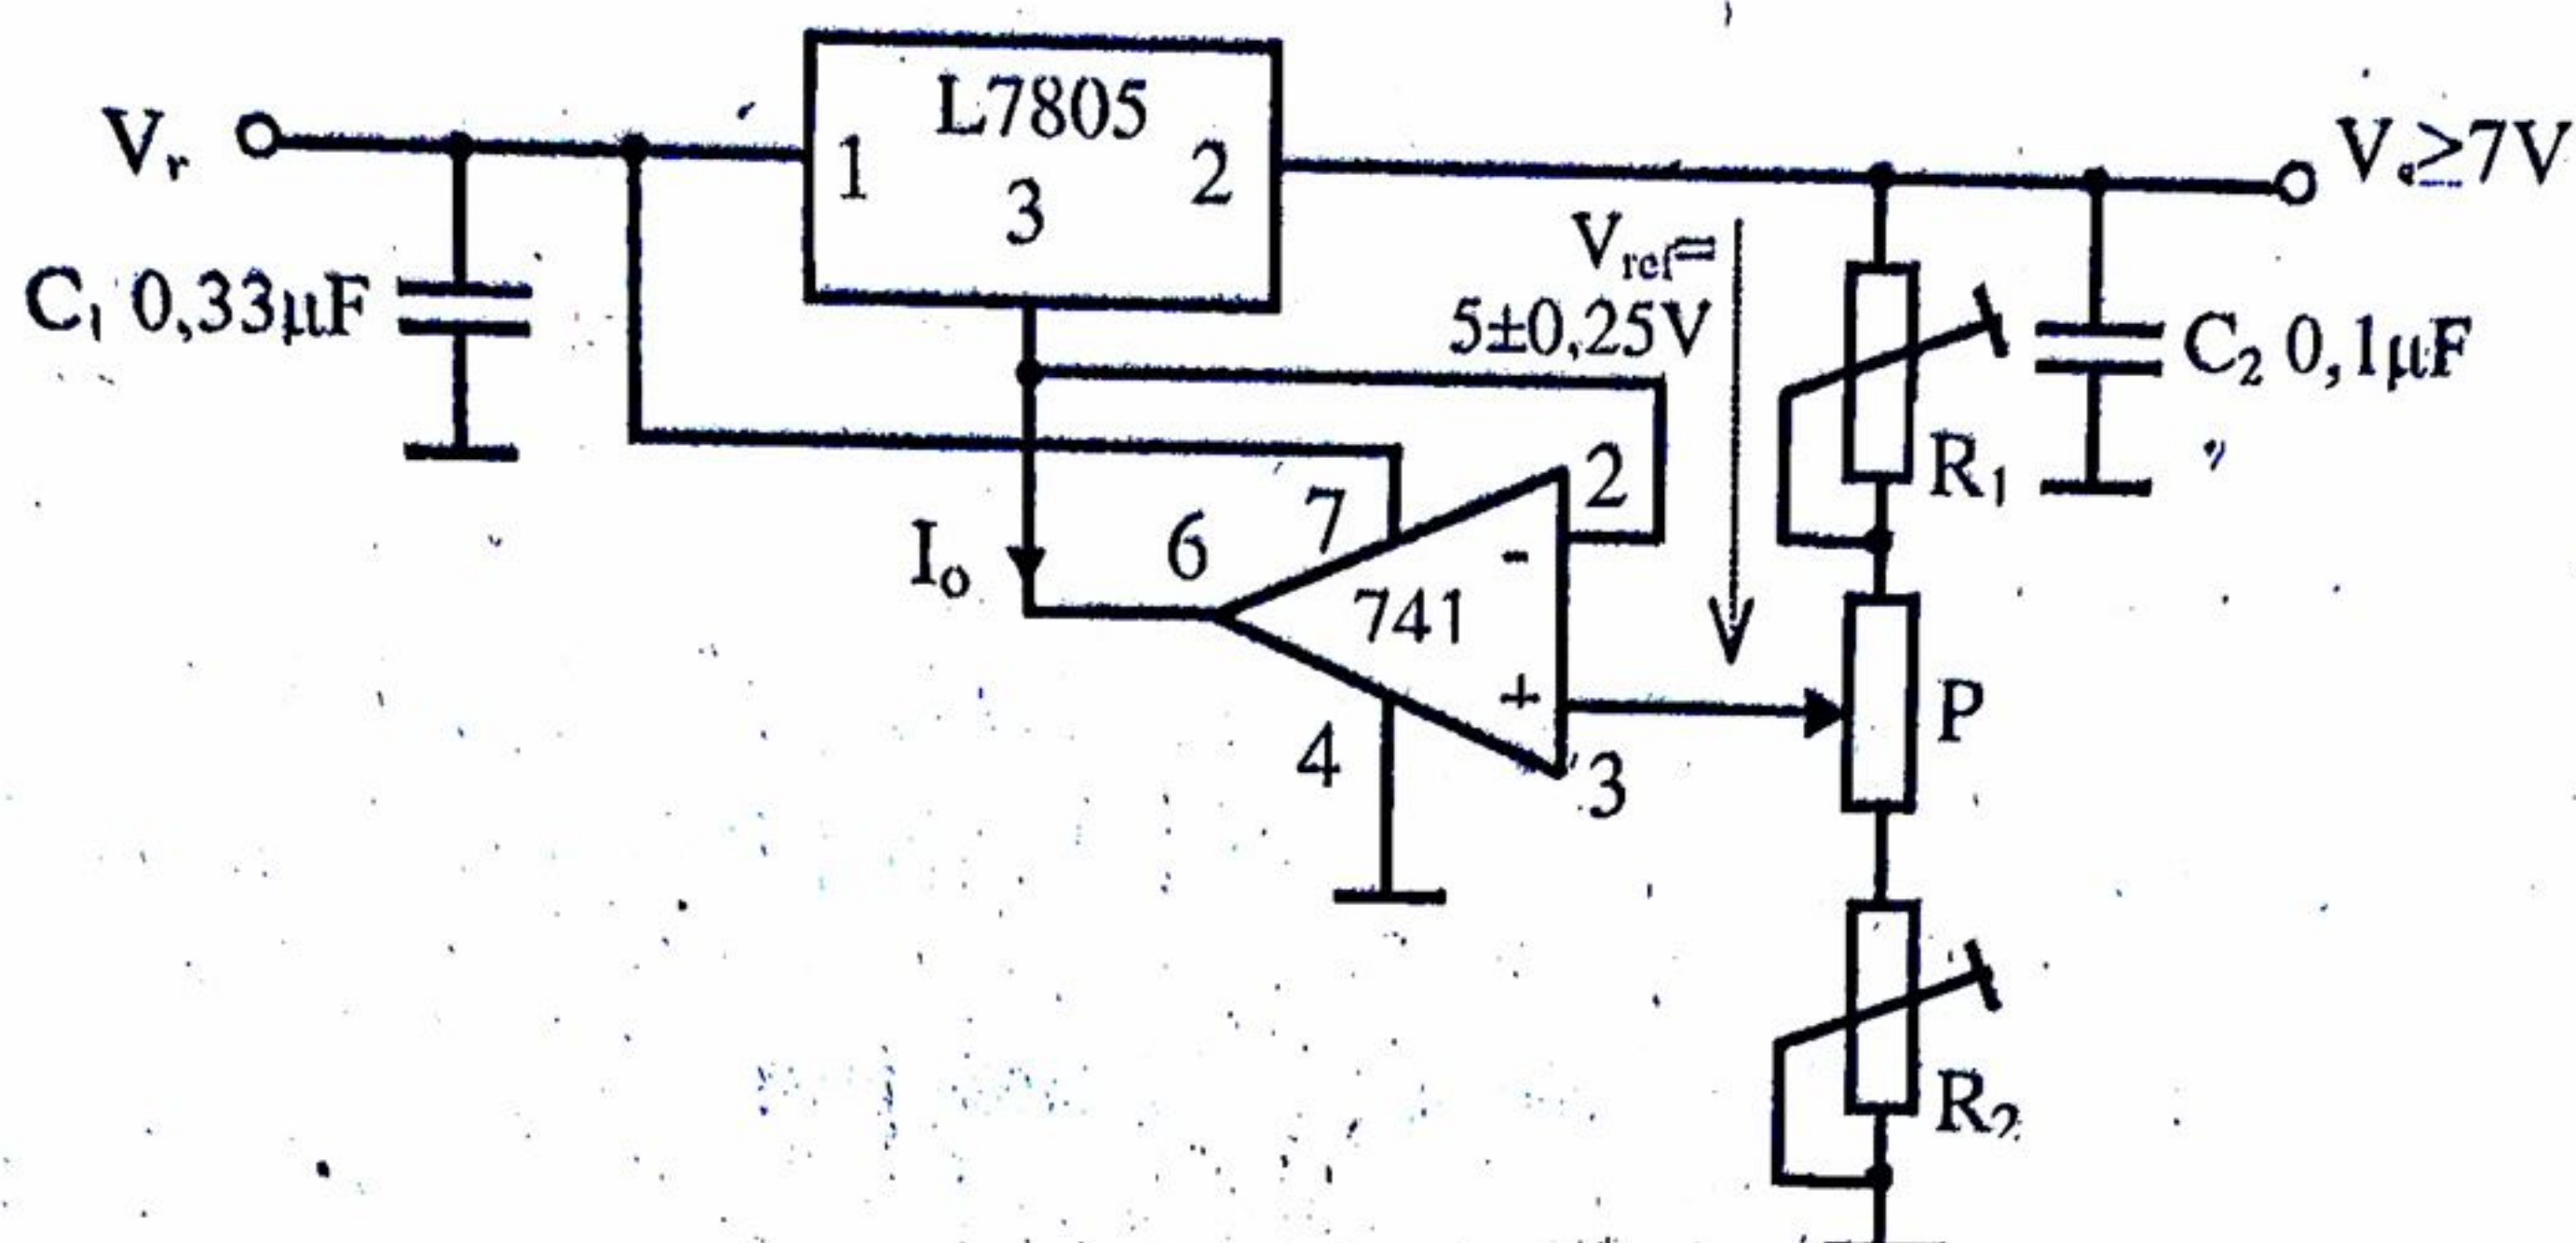 L7805
Vr
1
2
3
V ≥7V
Vref=
5±0,25V
C1 0,33µF
C2 0,1µF
R1
2
7
6
Io
-
741
+
P
4
3
R2